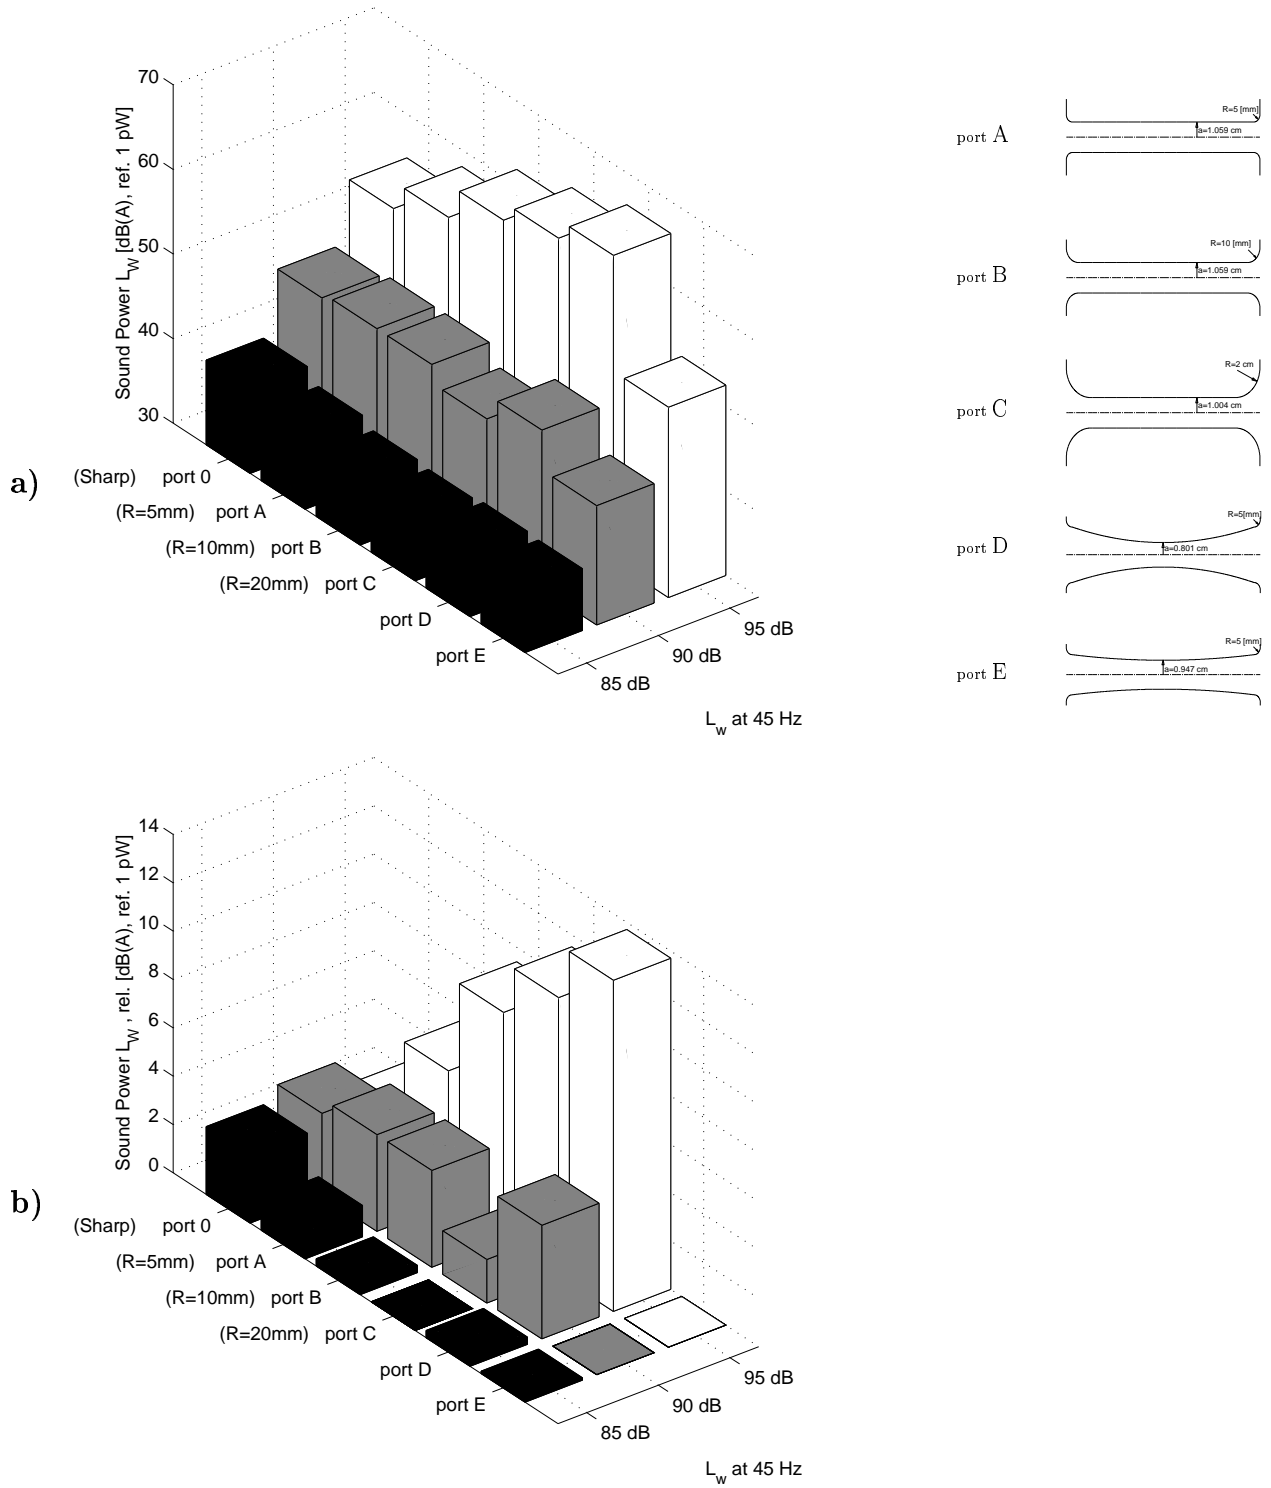 70
60
50
40
30
Sound Power L_W [dB(A), ref. 1 pW]
a)
(Sharp) port 0
(R=5mm) port A
(R=10mm) port B
(R=20mm) port C
port D
port E
85 dB
90 dB
95 dB
L_w at 45 Hz
port A
R=5 [mm]
a=1.059 cm
port B
R=10 [mm]
a=1.059 cm
port C
R=2 cm
a=1.004 cm
port D
R=5[mm]
a=0.801 cm
port E
R=5 [mm]
a=0.947 cm
14
12
10
8
6
4
2
0
Sound Power L_W , rel. [dB(A), ref. 1 pW]
b)
(Sharp) port 0
(R=5mm) port A
(R=10mm) port B
(R=20mm) port C
port D
port E
85 dB
90 dB
95 dB
L_w at 45 Hz